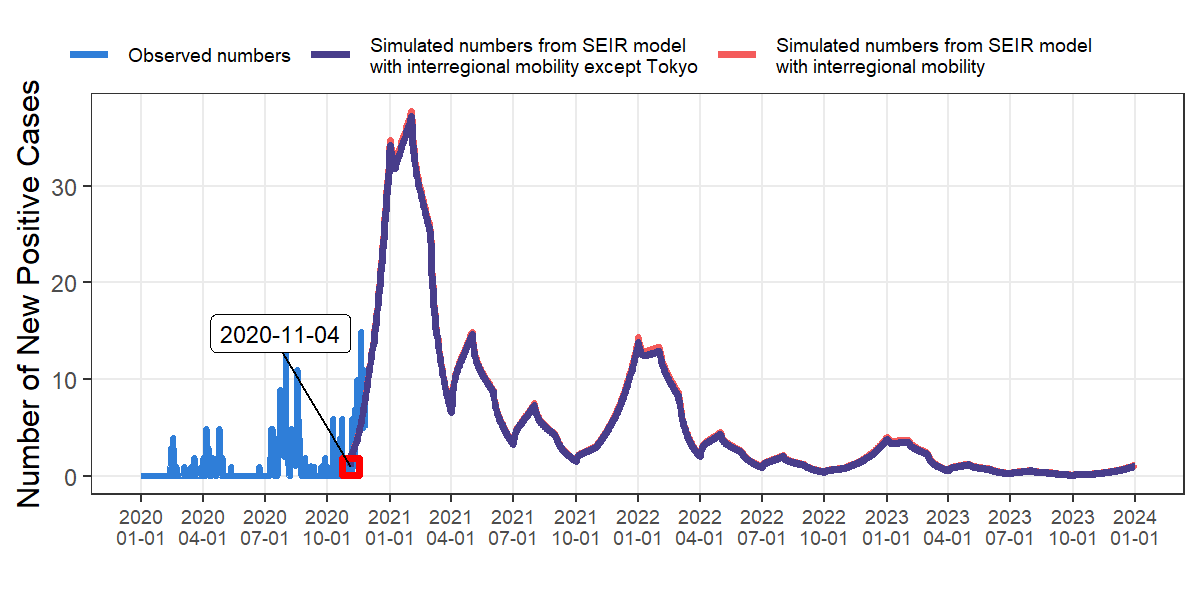 Observed numbers
Simulated numbers from SEIR model
with interregional mobility except Tokyo
Simulated numbers from SEIR model
with interregional mobility
Number of New Positive Cases
30
20
10
0
2020-11-04
2020 2020 2020 2020 2021 2021 2021 2021 2022 2022 2022 2022 2023 2023 2023 2023 2024
01-01 04-01 07-01 10-01 01-01 04-01 07-01 10-01 01-01 04-01 07-01 10-01 01-01 04-01 07-01 10-01 01-01